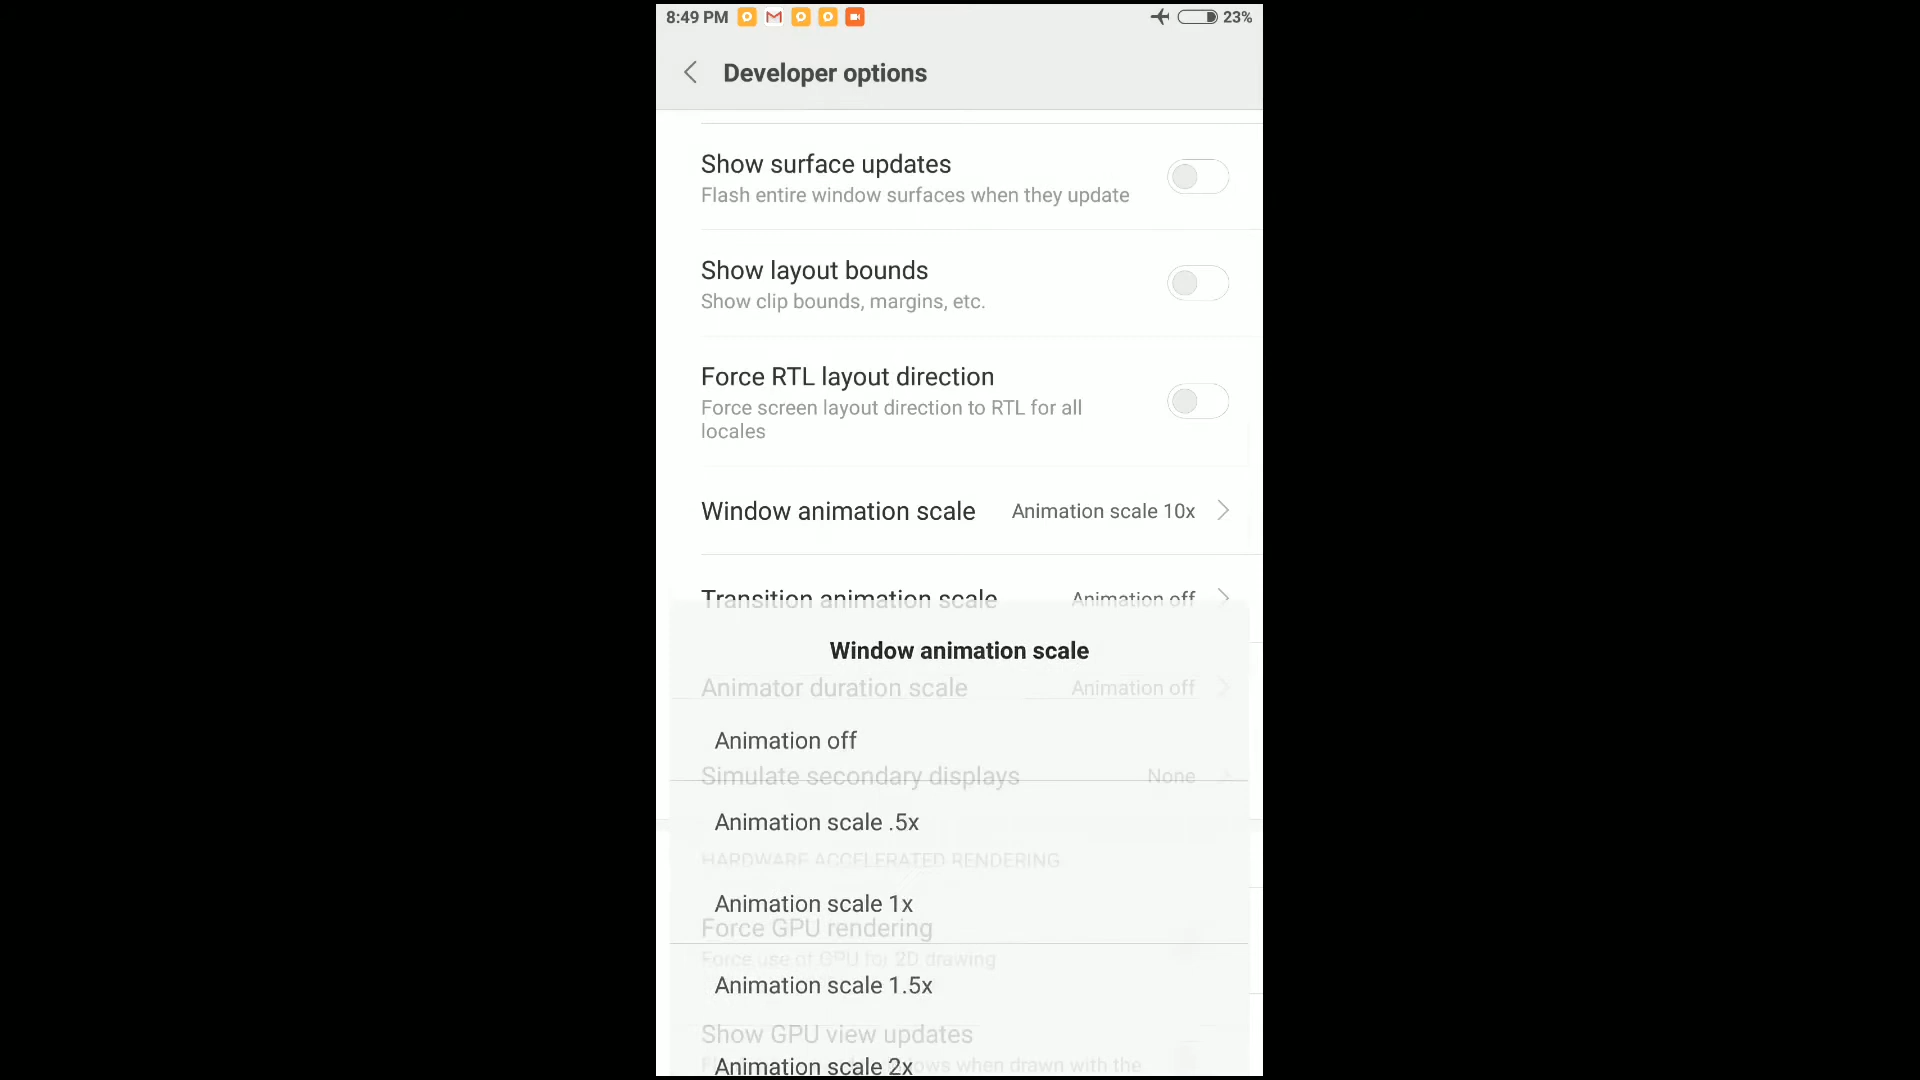 8:49 PM
23%
Developer options
Show surface updates
Flash entire window surfaces when they update
Show layout bounds
Show clip bounds, margins, etc.
Force RTL layout direction
Force screen layout direction to RTL for all
locales
Window animation scale Animation scale 10x
Transition animation scale Animation off
Window animation scale
Animator duration scale Animation off
Animation off
Simulate secondary displays None
Animation scale .5x
HARDWARE ACCELERATED RENDERING
Animation scale 1x
Force GPU rendering
Force use of GPU for 2D drawing
Animation scale 1.5x
Show GPU view updates
Animation scale 2x
when drawn with the